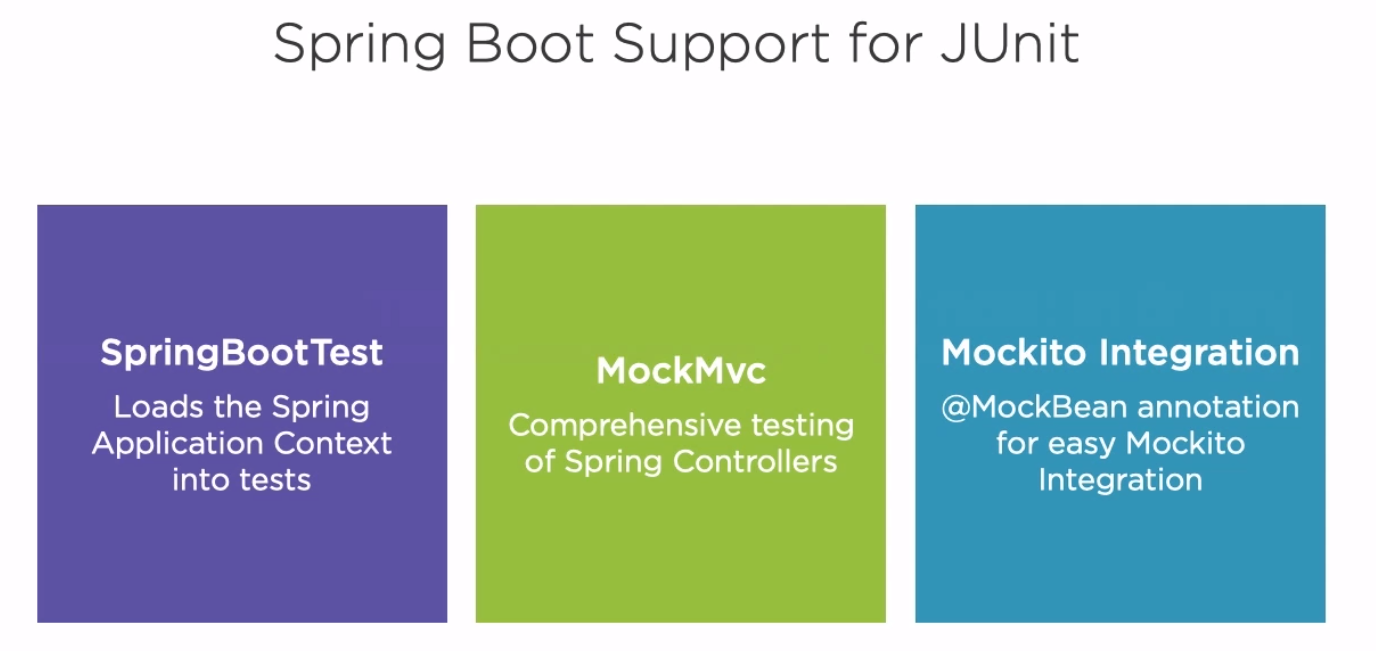 Spring Boot Support for JUnit
SpringBootTest
Loads the Spring
Application Context
into tests
MockMvc
Comprehensive testing
of Spring Controllers
Mockito Integration
@MockBean annotation
for easy Mockito
Integration